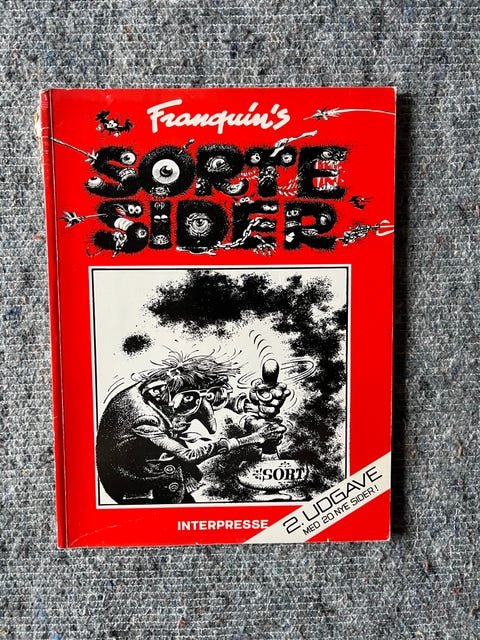 Franquin's
SORTE
SIDER
SORT
INTERPRESSE
2. UDGAVE
MED 20 NYE SIDER!